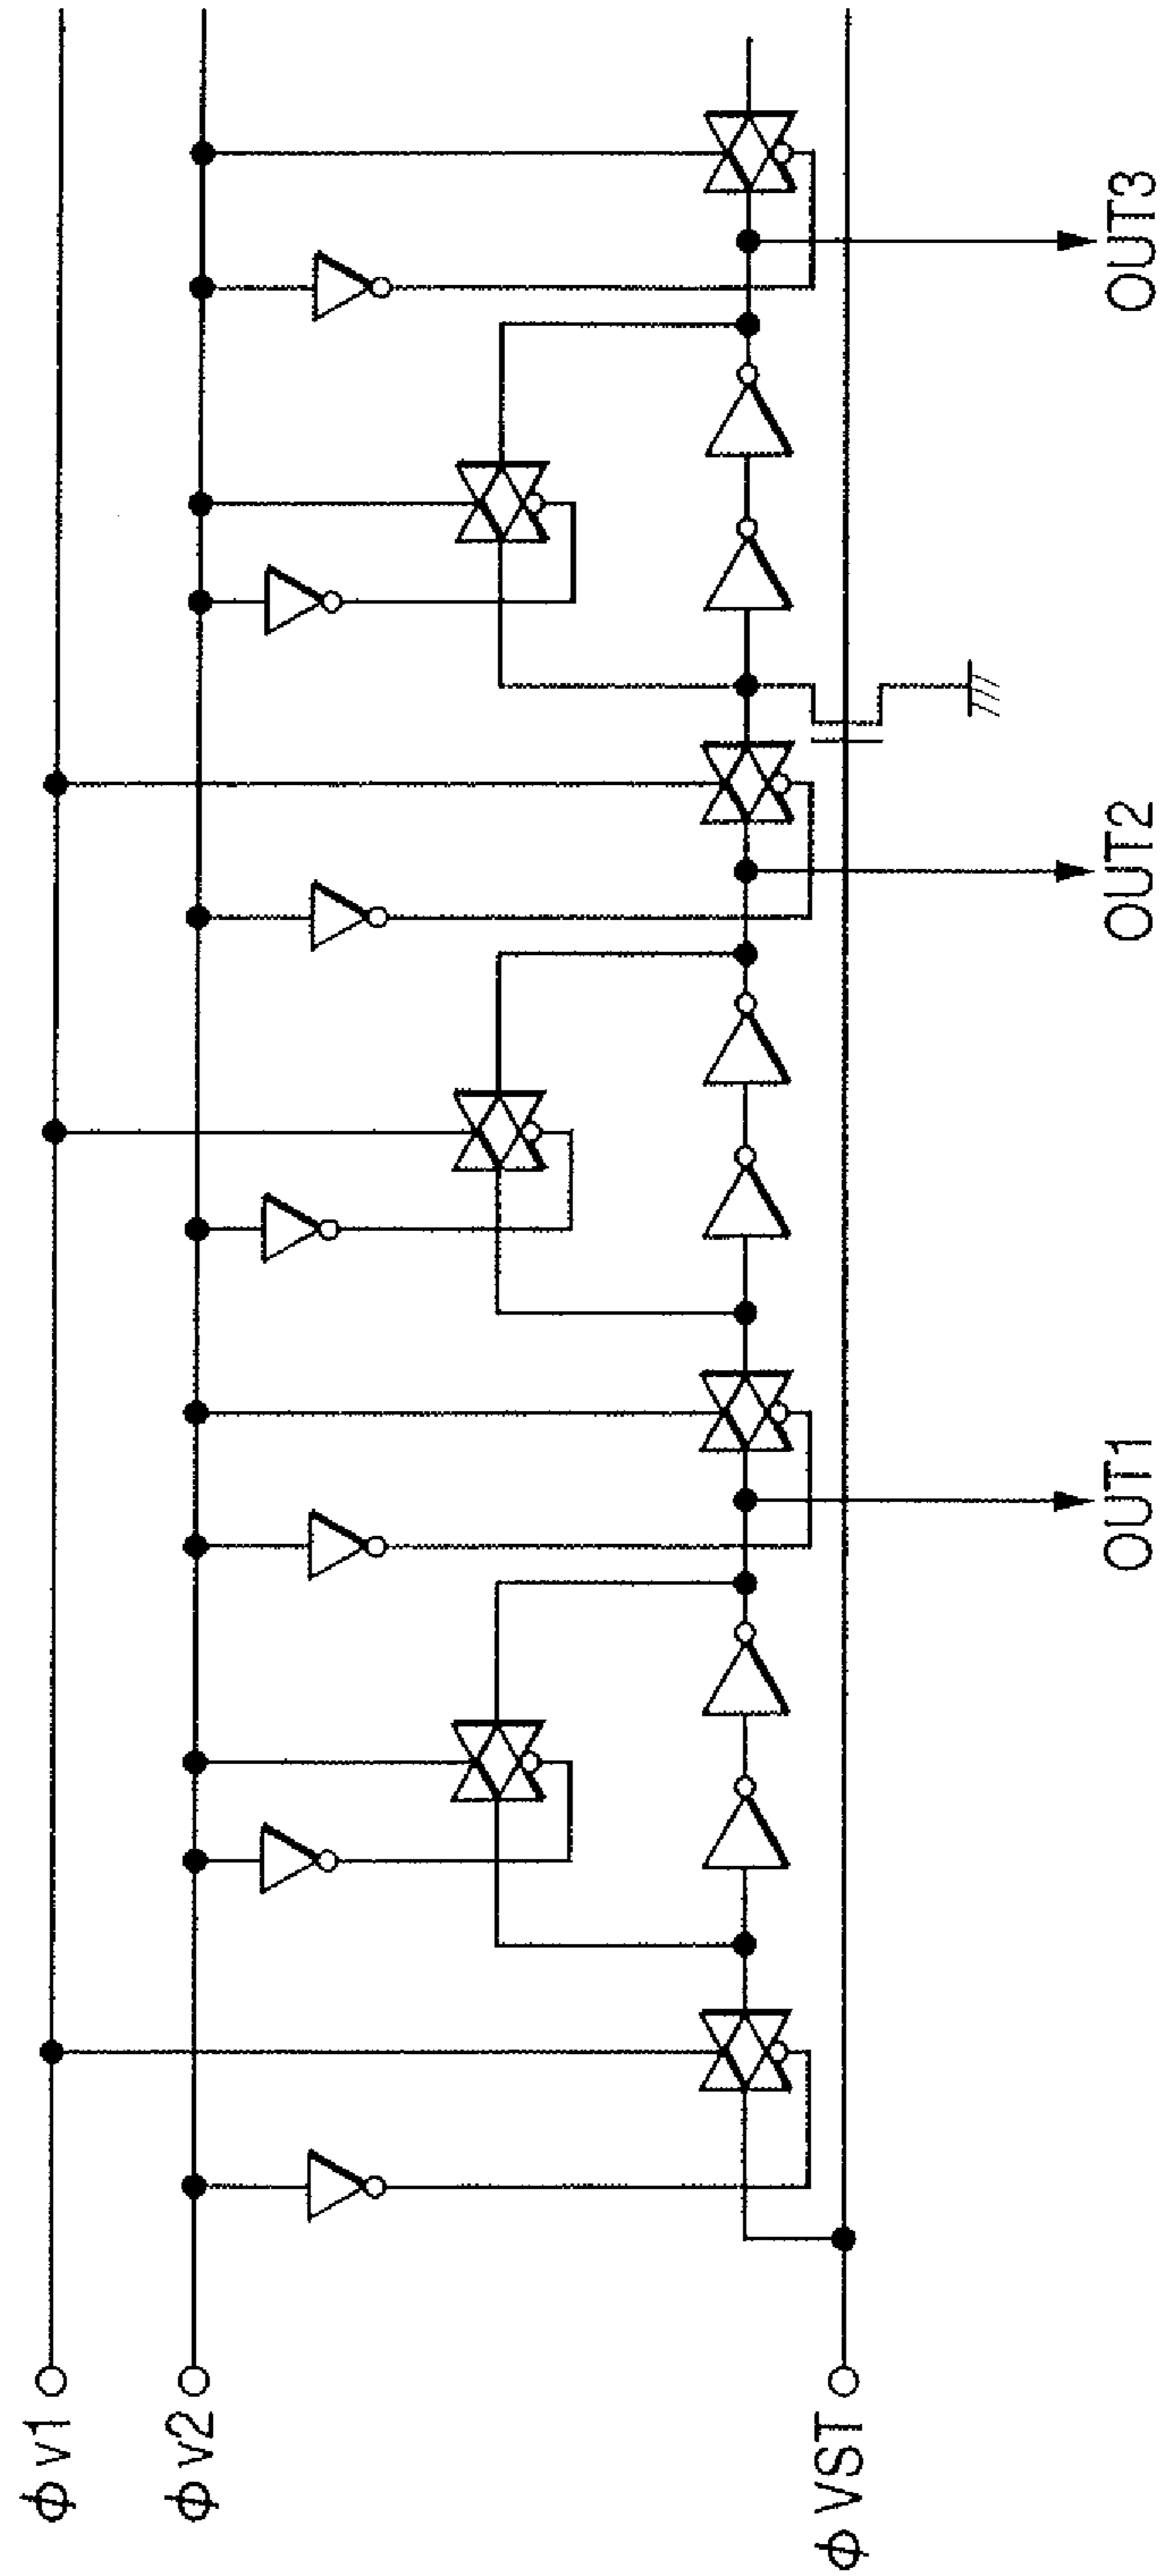 ϕ v1
ϕ v2
ϕ VST
OUT1
OUT2
OUT3